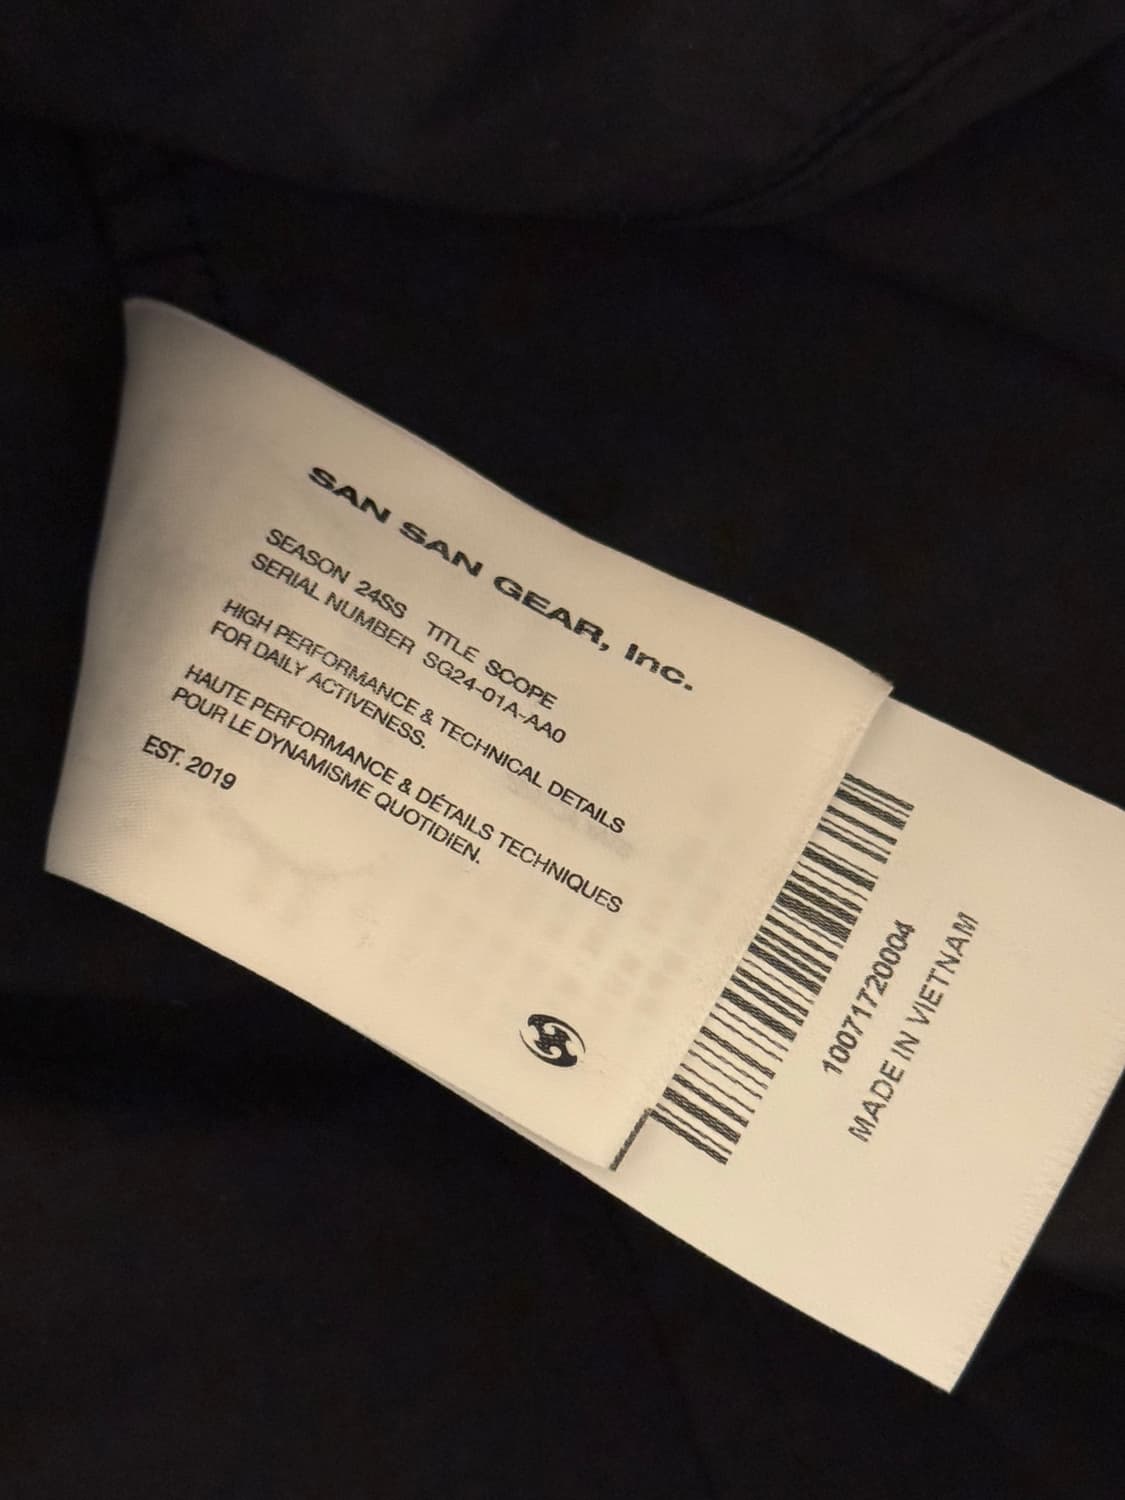 SAN SAN GEAR, Inc.
SEASON 24SS TITLE SCOPE
SERIAL NUMBER SG24-01A-AA0
HIGH PERFORMANCE & TECHNICAL DETAILS
FOR DAILY ACTIVENESS.
HAUTE PERFORMANCE & DÉTAILS TECHNIQUES
POUR LE DYNAMISME QUOTIDIEN.
EST. 2019
10071720004
MADE IN VIETNAM